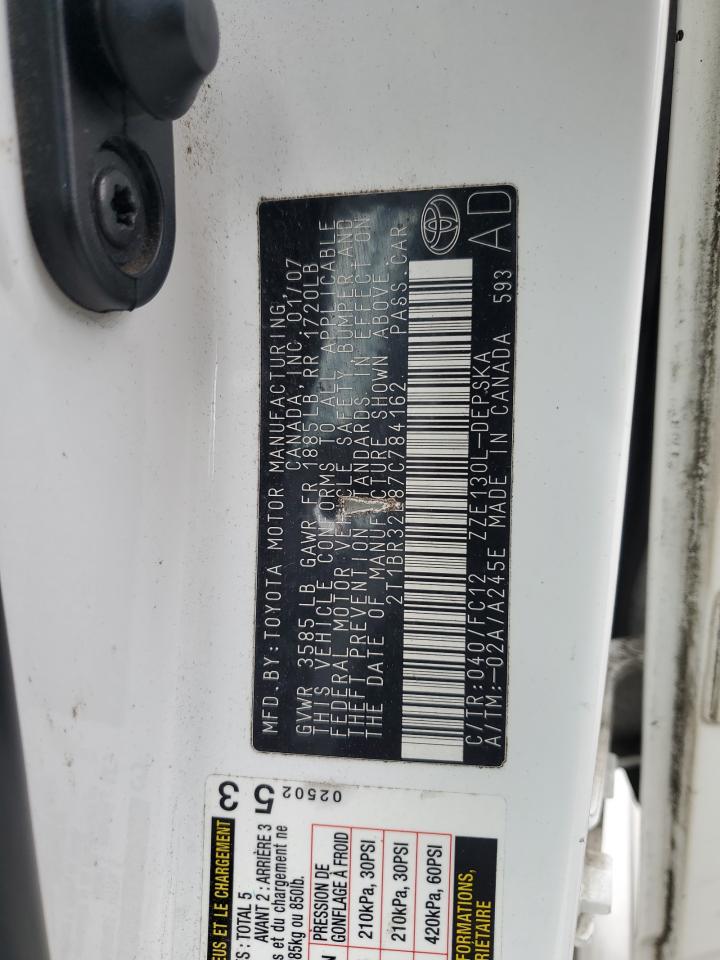 MFD.BY:TOYOTA MOTOR MANUFACTURING,
CANADA, INC. 01/07
GVWR 3585 LB GAWR FR 1885LB, RR 1720LB
THIS VEHICLE CONFORMS TO ALL APPLICABLE
FEDERAL MOTOR VEHICLE SAFETY BUMPER AND
THEFT PREVENTION STANDARDS IN EFFECT ON
THE DATE OF MANUFACTURE SHOWN ABOVE.
2T1BR32 87C784162 PASS.CAR
C/TR:040/FC12 ZZE130L-DEPSKA
A/TM:-02A/A245E MADE IN CANADA 593
AD
EUS ET LE CHARGEMENT
3
: TOTAL 5
AVANT 2 : ARRIÈRE 3
5
s et du chargement ne
85kg ou 850lb.
02502
PRESSION DE
GONFLAGE À FROID
210kPa, 30PSI
210kPa, 30PSI
420kPa, 60PSI
FORMATIONS,
RIÉTAIRE